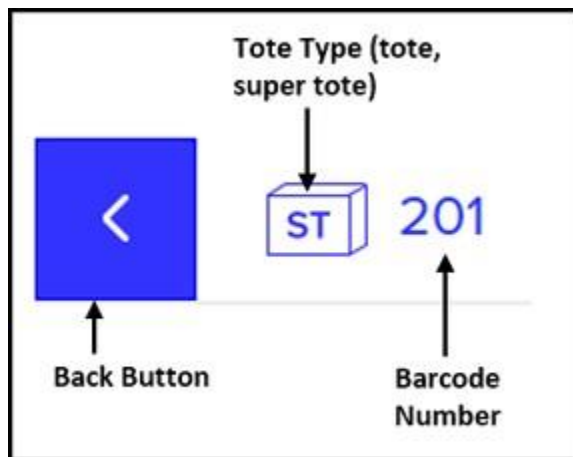 Tote Type (tote,
super tote)
ST
201
Back Button
Barcode
Number